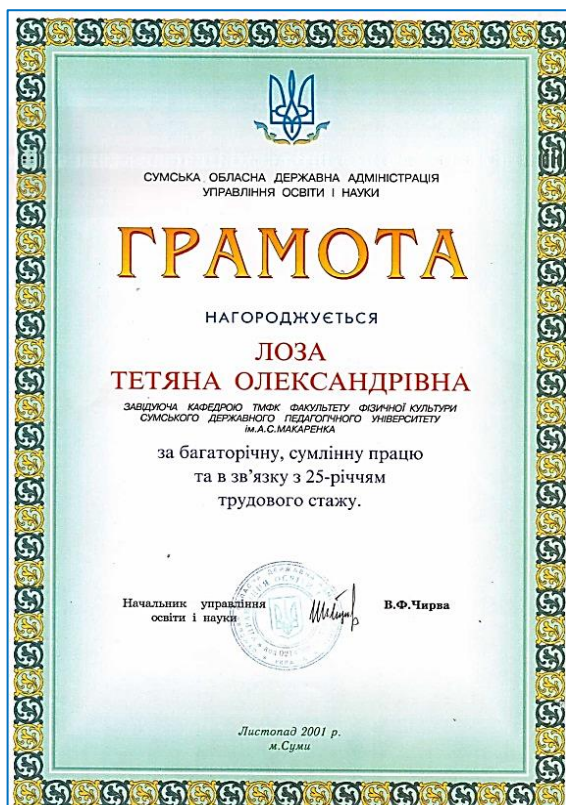 СУМСЬКА ОБЛАСНА ДЕРЖАВНА АДМІНІСТРАЦІЯ
УПРАВЛІННЯ ОСВІТИ І НАУКИ
ГРАМОТА
НАГОРОДЖУЄТЬСЯ
ЛОЗА
ТЕТЯНА ОЛЕКСАНДРІВНА
ЗАВІДУЮЧА КАФЕДРОЮ ТМФК ФАКУЛЬТЕТУ ФІЗИЧНОЇ КУЛЬТУРИ
СУМСЬКОГО ДЕРЖАВНОГО ПЕДАГОГІЧНОГО УНІВЕРСИТЕТУ
ім.А.С.МАКАРЕНКА
за багаторічну, сумлінну працю
та в зв'язку з 25-річчям
трудового стажу.
Начальник управління
освіти і науки
В.Ф.Чирва
Листопад 2001 р.
м.Суми